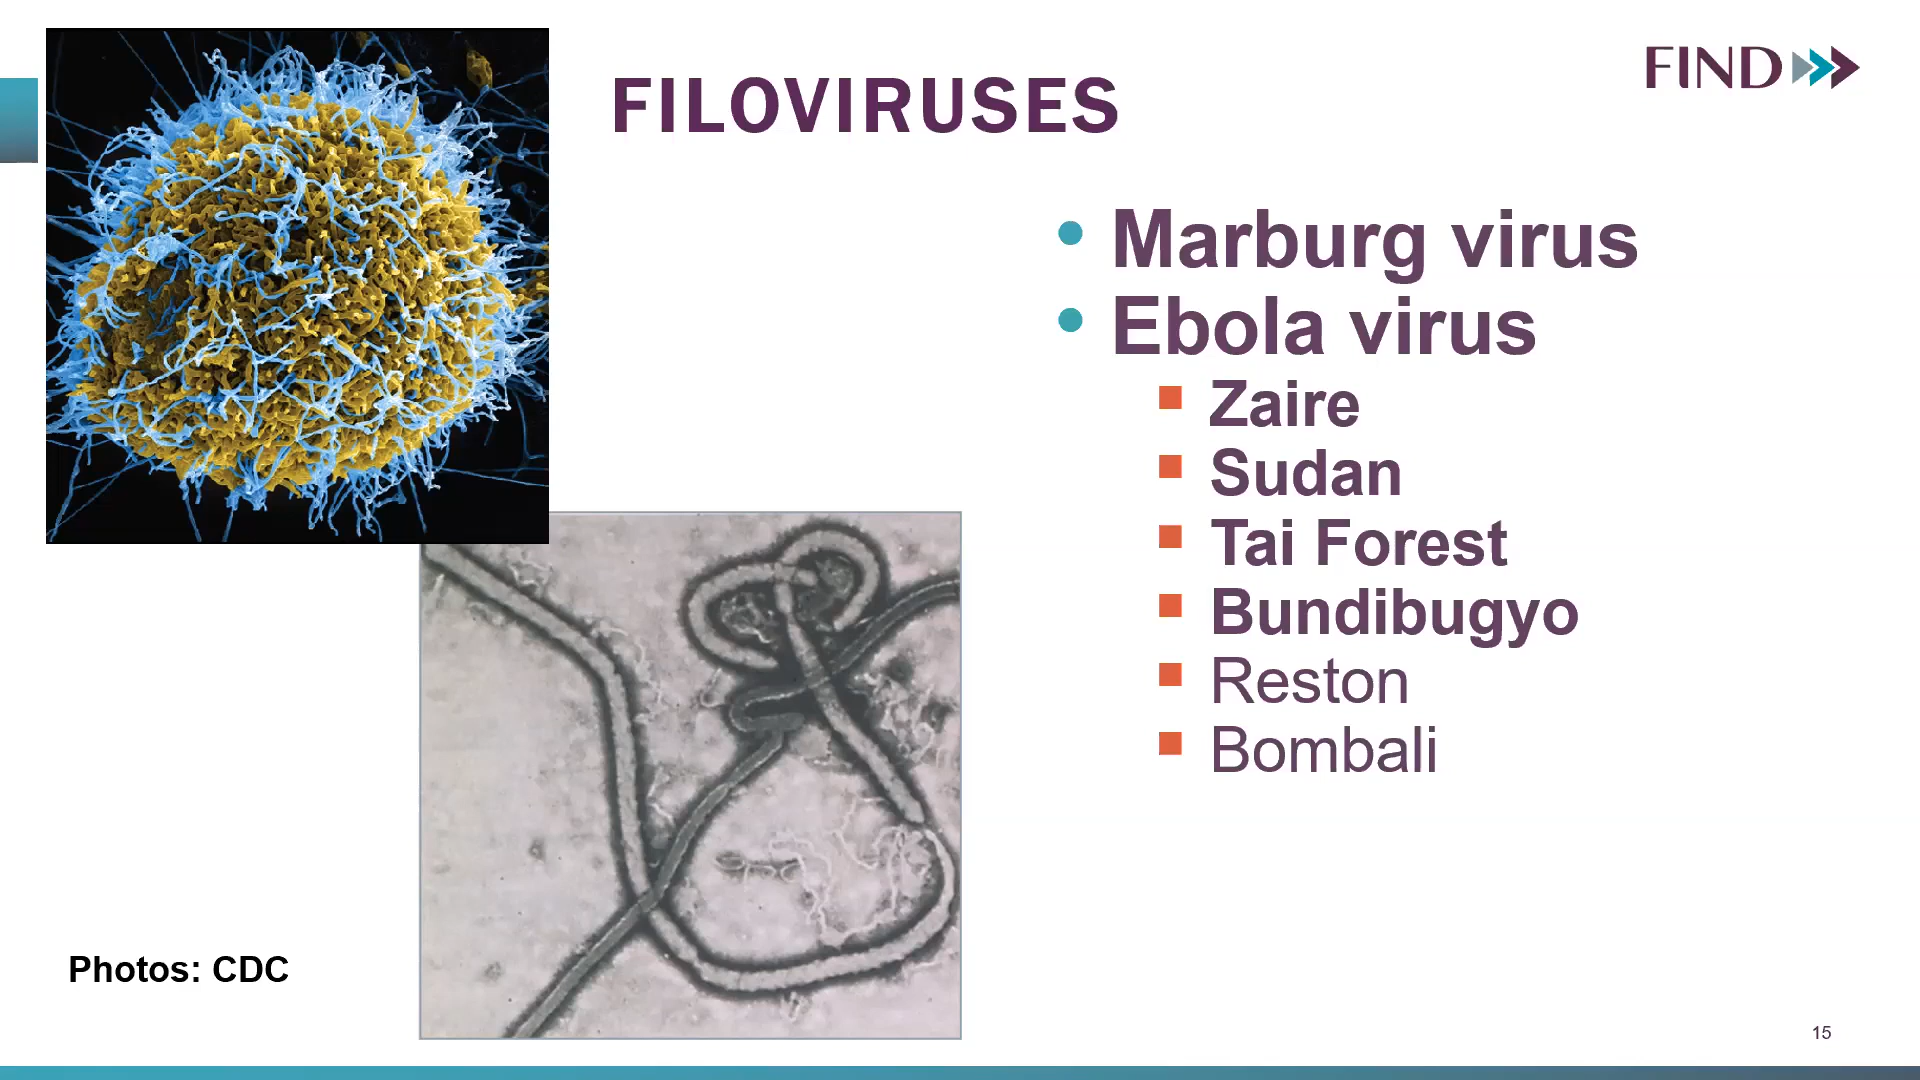 FILOVIRUSES
FIND
Marburg virus
Ebola virus
Zaire
Sudan
Tai Forest
Bundibugyo
Reston
Bombali
Photos: CDC
15